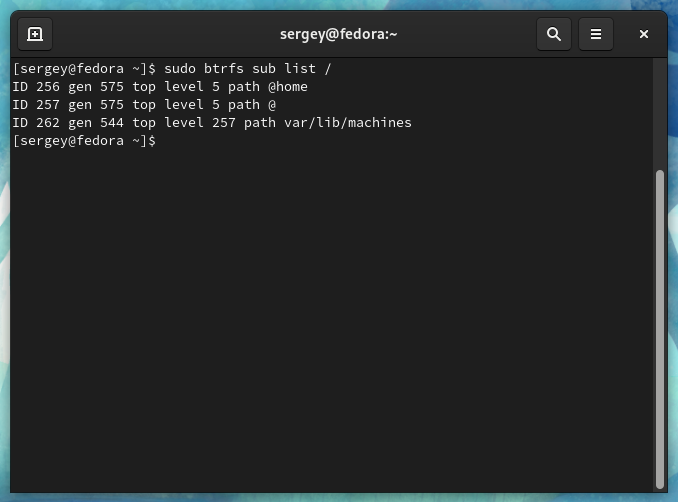 sergey@fedora:~
[sergey@fedora ~]$ sudo btrfs sub list /
ID 256 gen 575 top level 5 path @home
ID 257 gen 575 top level 5 path @
ID 262 gen 544 top level 257 path var/lib/machines
[sergey@fedora ~]$